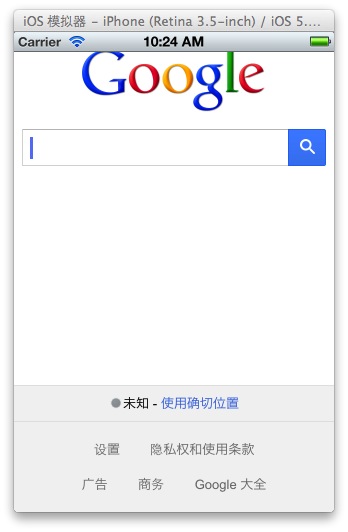 iOS 模拟器 - iPhone (Retina 3.5-inch) / iOS 5....
Carrier 10:24 AM
Google
未知 - 使用确切位置
设置 隐私权和使用条款
广告 商务 Google 大全